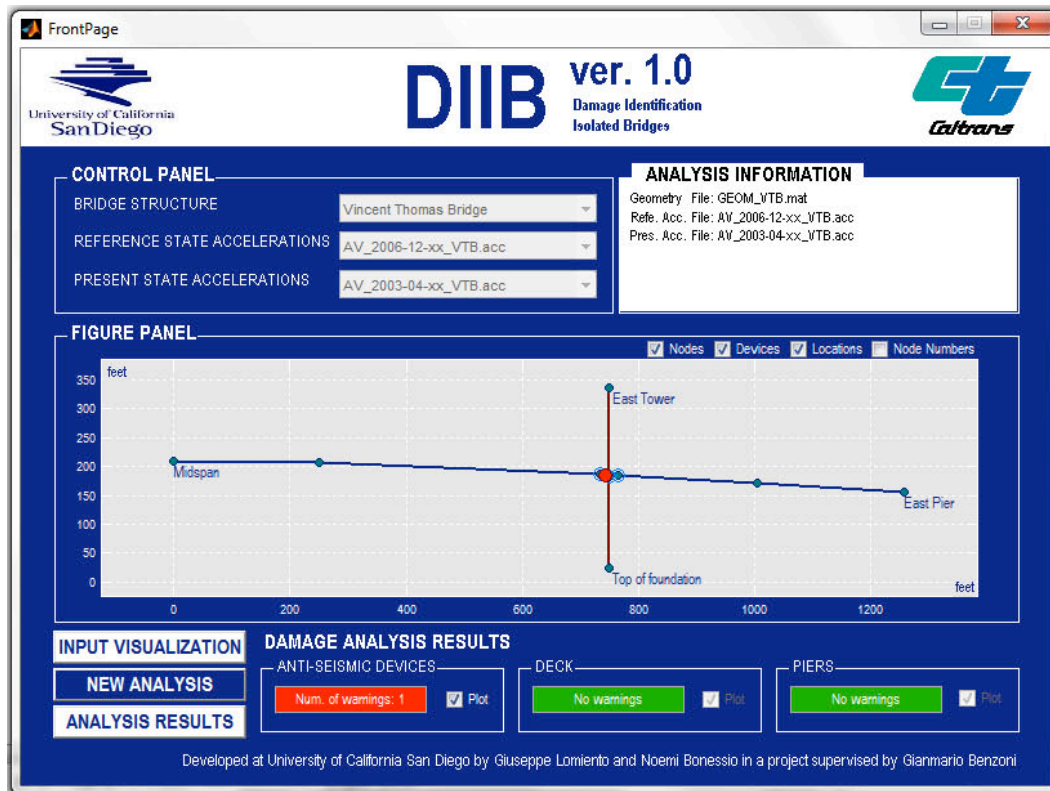 FrontPage
University of California
San Diego
DIIB
ver. 1.0
Damage Identification
Isolated Bridges
Caltrans
CONTROL PANEL
BRIDGE STRUCTURE
Vincent Thomas Bridge
REFERENCE STATE ACCELERATIONS
AV_2006-12-xx_VTB.acc
PRESENT STATE ACCELERATIONS
AV_2003-04-xx_VTB.acc
ANALYSIS INFORMATION
Geometry File: GEOM_VTB.mat
Refe. Acc. File: AV_2006-12-xx_VTB.acc
Pres. Acc. File: AV_2003-04-xx_VTB.acc
FIGURE PANEL
Nodes Devices Locations Node Numbers
feet
350
300
250
200
150
100
50
0
East Tower
Midspan
East Pier
Top of foundation
feet
0 200 400 600 800 1000 1200
INPUT VISUALIZATION
NEW ANALYSIS
ANALYSIS RESULTS
DAMAGE ANALYSIS RESULTS
ANTI-SEISMIC DEVICES
Num. of warnings: 1
Plot
DECK
No warnings
Plot
PIERS
No warnings
Plot
Developed at University of California San Diego by Giuseppe Lomiento and Noemi Bonessio in a project supervised by Gianmario Benzoni